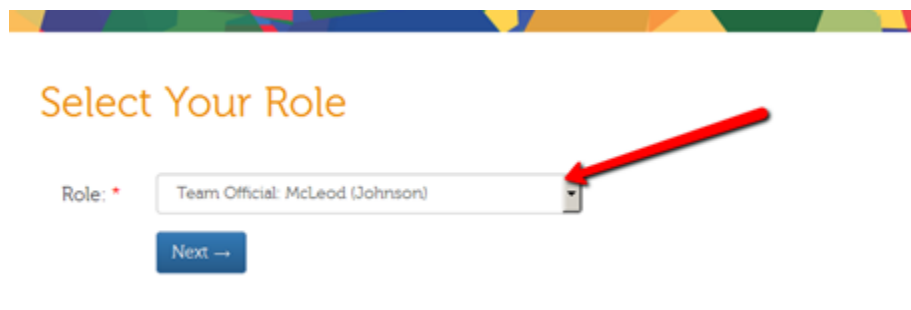 Select Your Role
Role: * Team Official: McLeod (Johnson)
Next →